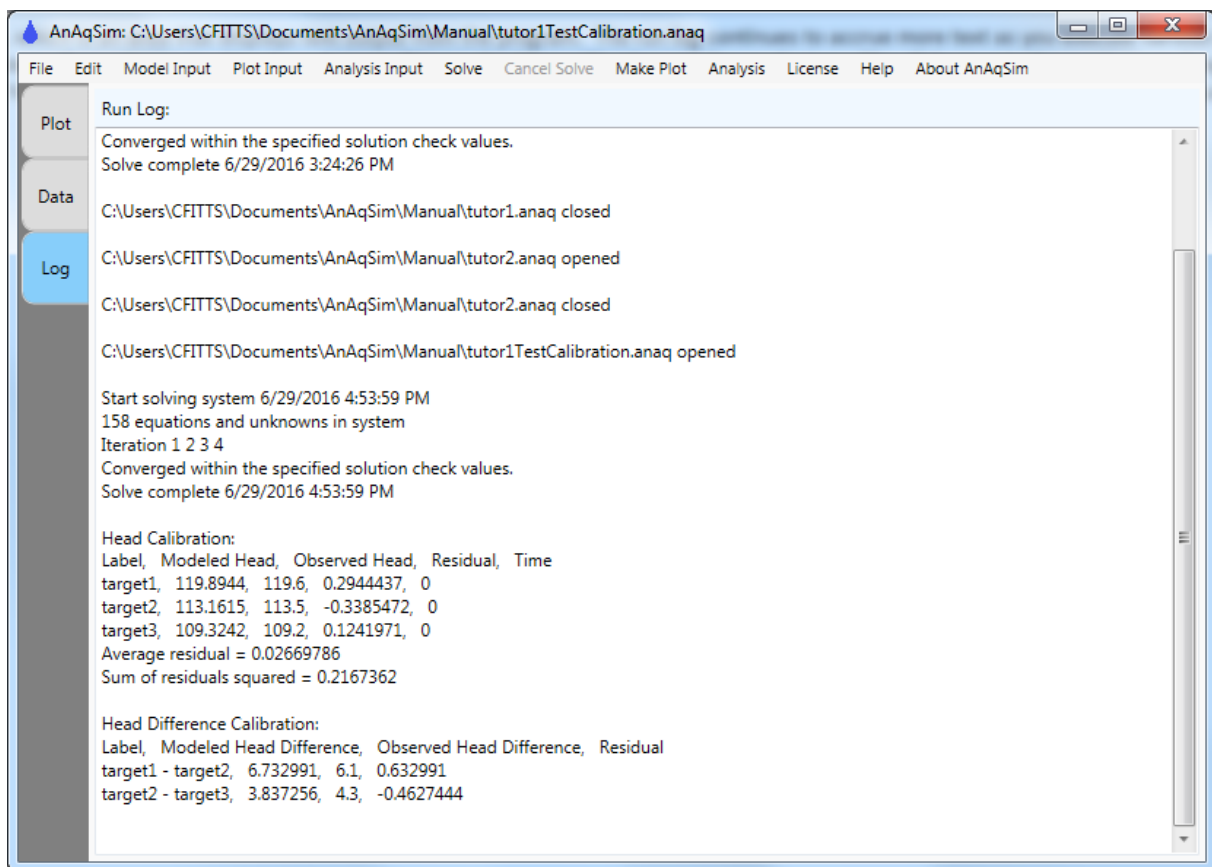 AnAqSim: C:\Users\CFITTS\Documents\AnAqSim\Manual\tutor1TestCalibration.anaq
File Edit Model Input Plot Input Analysis Input Solve Cancel Solve Make Plot Analysis License Help About AnAqSim
Plot
Data
Log
Run Log:
Converged within the specified solution check values.
Solve complete 6/29/2016 3:24:26 PM
C:\Users\CFITTS\Documents\AnAqSim\Manual\tutor1.anaq closed
C:\Users\CFITTS\Documents\AnAqSim\Manual\tutor2.anaq opened
C:\Users\CFITTS\Documents\AnAqSim\Manual\tutor2.anaq closed
C:\Users\CFITTS\Documents\AnAqSim\Manual\tutor1TestCalibration.anaq opened
Start solving system 6/29/2016 4:53:59 PM
158 equations and unknowns in system
Iteration 1 2 3 4
Converged within the specified solution check values.
Solve complete 6/29/2016 4:53:59 PM
Head Calibration:
Label, Modeled Head, Observed Head, Residual, Time
target1, 119.8944, 119.6, 0.2944437, 0
target2, 113.1615, 113.5, -0.3385472, 0
target3, 109.3242, 109.2, 0.1241971, 0
Average residual = 0.02669786
Sum of residuals squared = 0.2167362
Head Difference Calibration:
Label, Modeled Head Difference, Observed Head Difference, Residual
target1 - target2, 6.732991, 6.1, 0.632991
target2 - target3, 3.837256, 4.3, -0.4627444